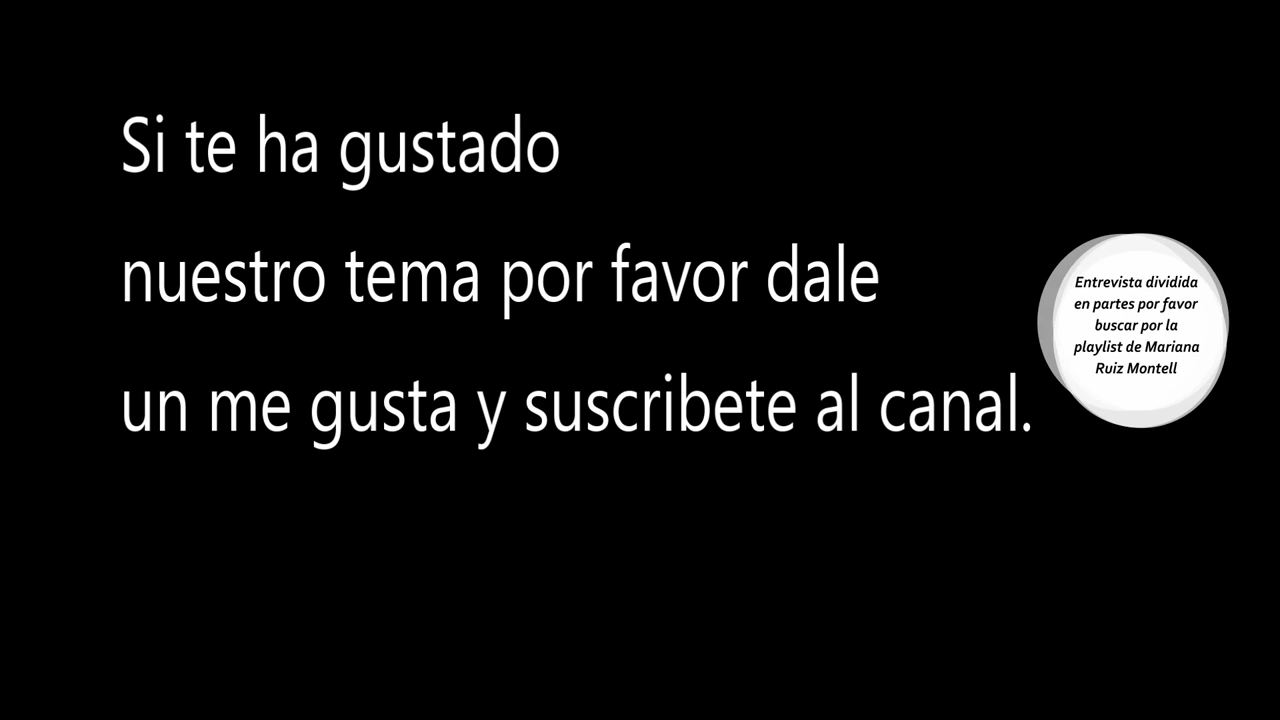 Si te ha gustado
nuestro tema por favor dale
un me gusta y suscribete al canal.
Entrevista dividida
en partes por favor
buscar por la
playlist de Mariana
Ruiz Montell